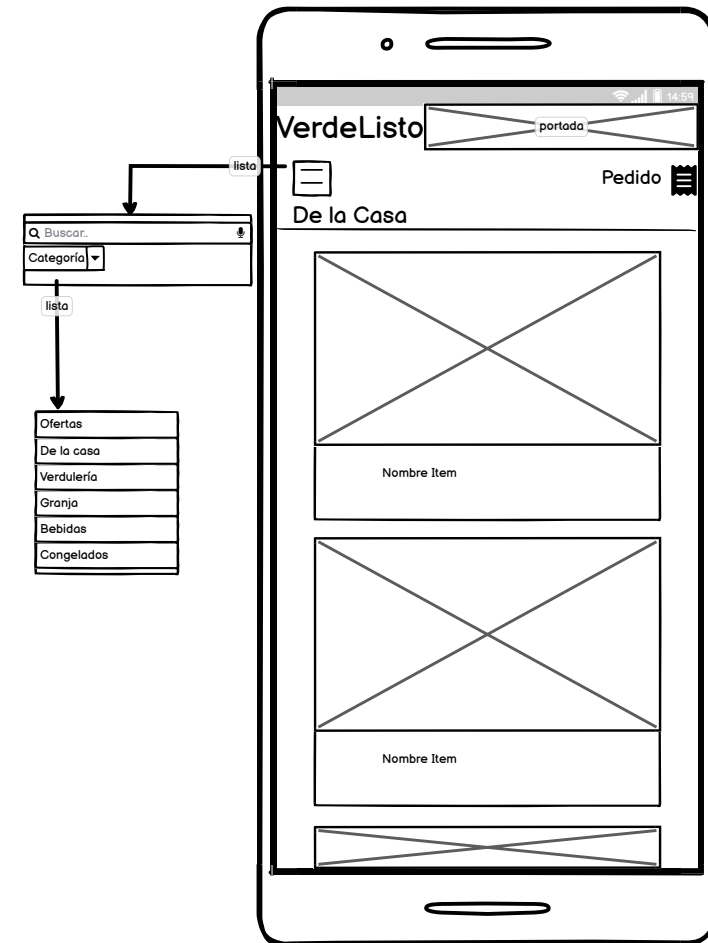 14:59
VerdeListo
portada
lista
Pedido
De la Casa
Buscar..
Categoría
lista
Ofertas
De la casa
Verdulería
Granja
Bebidas
Congelados
Nombre Item
Nombre Item